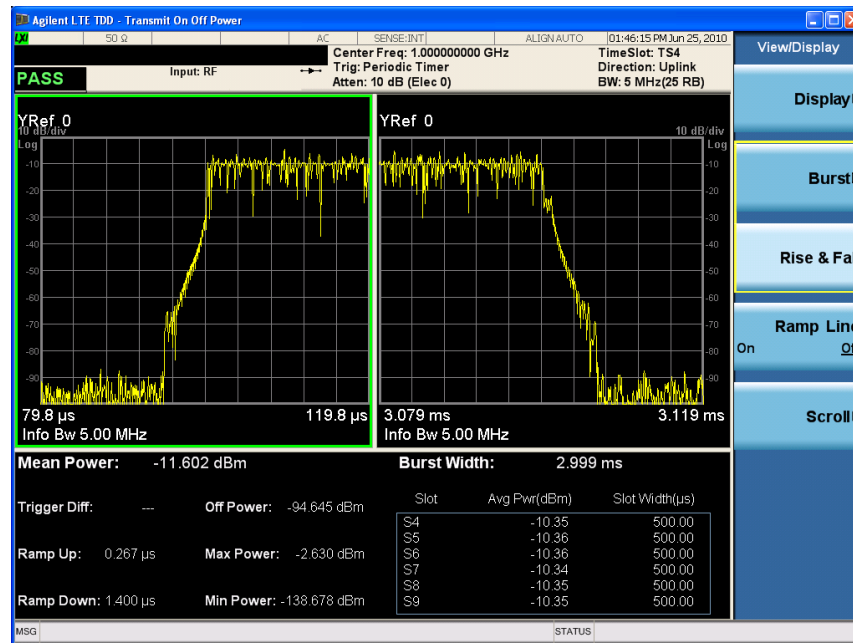 Agilent LTE TDD - Transmit On Off Power
LXI 50 Ω AC SENSE:INT ALIGN AUTO 01:46:15 PM Jun 25, 2010
Center Freq: 1.000000000 GHz TimeSlot: TS4
Input: RF Trig: Periodic Timer Direction: Uplink
PASS Atten: 10 dB (Elec 0) BW: 5 MHz(25 RB)
YRef 0
10 dB/div
Log
-10
-20
-30
-40
-50
-60
-70
-80
-90
79.8 µs 119.8 µs
Info Bw 5.00 MHz
YRef 0
10 dB/div
Log
-10
-20
-30
-40
-50
-60
-70
-80
-90
3.079 ms 3.119 ms
Info Bw 5.00 MHz
Mean Power: -11.602 dBm Burst Width: 2.999 ms
Trigger Diff: --- Off Power: -94.645 dBm
Ramp Up: 0.267 µs Max Power: -2.630 dBm
Ramp Down: 1.400 µs Min Power: -138.678 dBm
Slot Avg Pwr(dBm) Slot Width(µs)
S4 -10.35 500.00
S5 -10.36 500.00
S6 -10.36 500.00
S7 -10.34 500.00
S8 -10.35 500.00
S9 -10.35 500.00
View/Display
Display
Burst
Rise & Fa
Ramp Line
On Of
Scroll
MSG STATUS